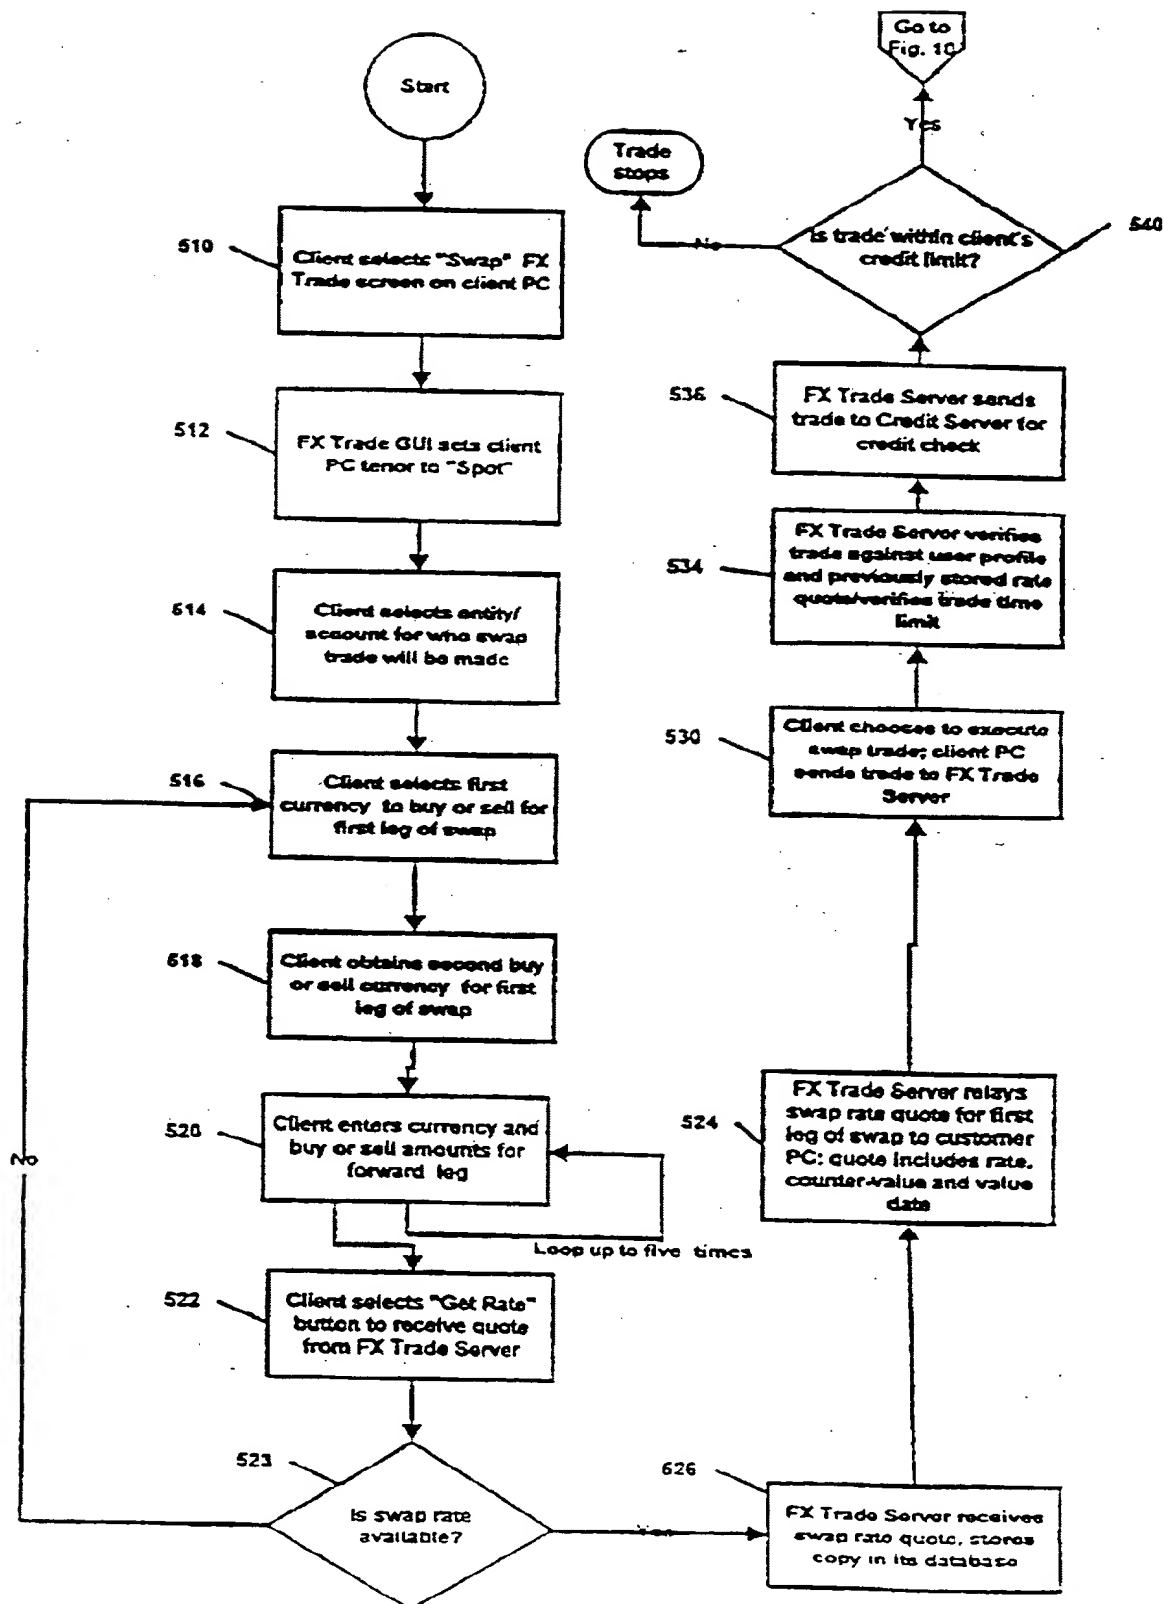 Start
510
Client selects "Swap" FX
Trade screen on client PC
512
FX Trade GUI sets client
PC tenor to "Spot"
514
Client selects entity/
account for who swap
trade will be made
516
Client selects first
currency to buy or sell for
first leg of swap
518
Client obtains second buy
or sell currency for first
leg of swap
520
Client enters currency and
buy or sell amounts for
forward leg
Loop up to five times
522
Client selects "Get Rate"
button to receive quote
from FX Trade Server
523
Is swap rate
available?
No
Yes
526
FX Trade Server receives
swap rate quote, stores
copy in its database
524
FX Trade Server relays
swap rate quote for first
leg of swap to customer
PC; quote includes rate,
counter-value and value
date
530
Client chooses to execute
swap trade; client PC
sends trade to FX Trade
Server
534
FX Trade Server verifies
trade against user profile
and previously stored rate
quote/verifies trade time
limit
536
FX Trade Server sends
trade to Credit Server for
credit check
540
Is trade within client's
credit limit?
No
Trade
stops
Yes
Go to
Fig. 10